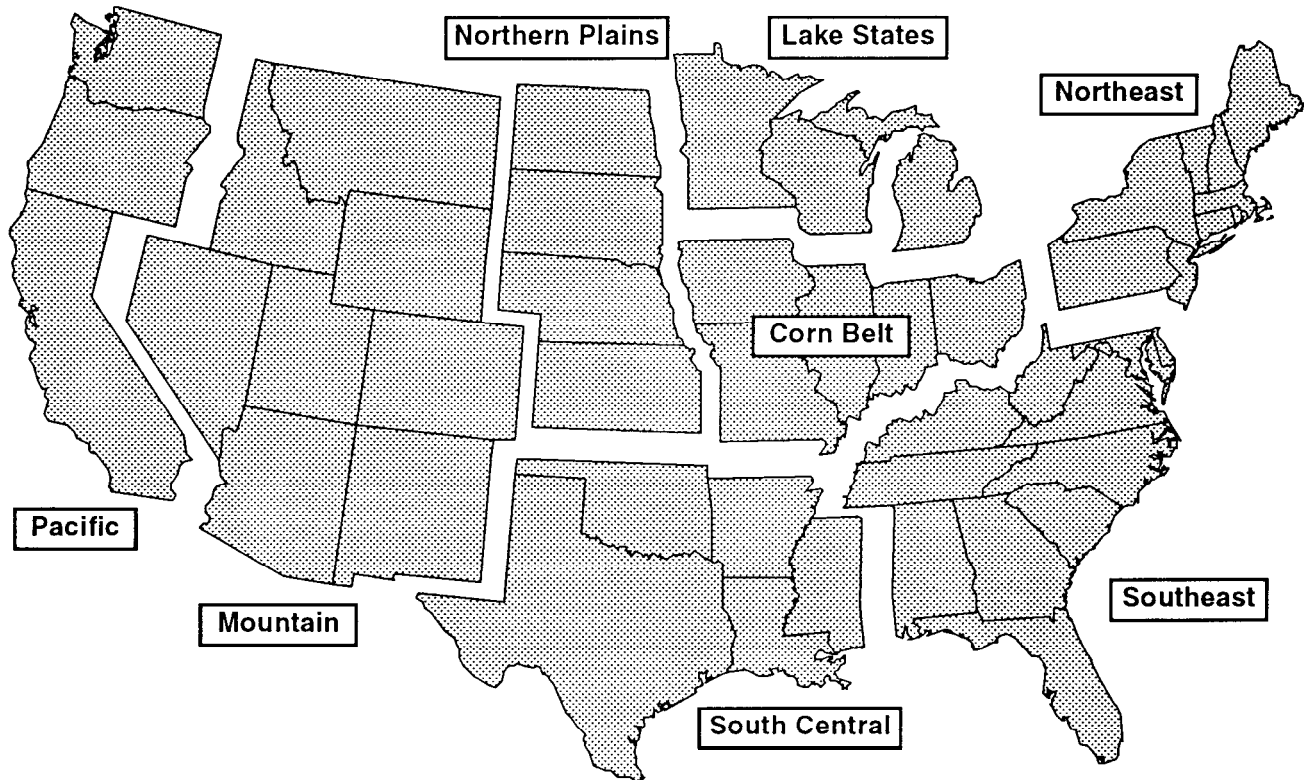 Northern Plains
Lake States
Northeast
Corn Belt
Pacific
Mountain
Southeast
South Central